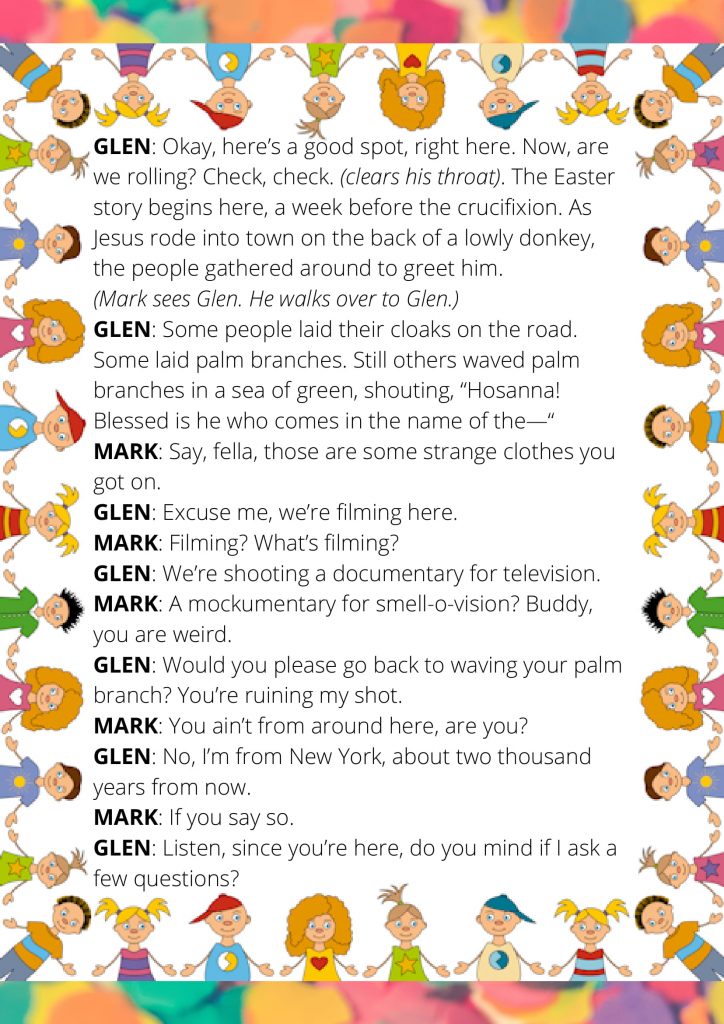 GLEN: Okay, here’s a good spot, right here. Now, are
we rolling? Check, check. (clears his throat). The Easter
story begins here, a week before the crucifixion. As
Jesus rode into town on the back of a lowly donkey,
the people gathered around to greet him.
(Mark sees Glen. He walks over to Glen.)
GLEN: Some people laid their cloaks on the road.
Some laid palm branches. Still others waved palm
branches in a sea of green, shouting, “Hosanna!
Blessed is he who comes in the name of the—“
MARK: Say, fella, those are some strange clothes you
got on.
GLEN: Excuse me, we’re filming here.
MARK: Filming? What’s filming?
GLEN: We’re shooting a documentary for television.
MARK: A mockumentary for smell-o-vision? Buddy,
you are weird.
GLEN: Would you please go back to waving your palm
branch? You’re ruining my shot.
MARK: You ain’t from around here, are you?
GLEN: No, I’m from New York, about two thousand
years from now.
MARK: If you say so.
GLEN: Listen, since you’re here, do you mind if I ask a
few questions?